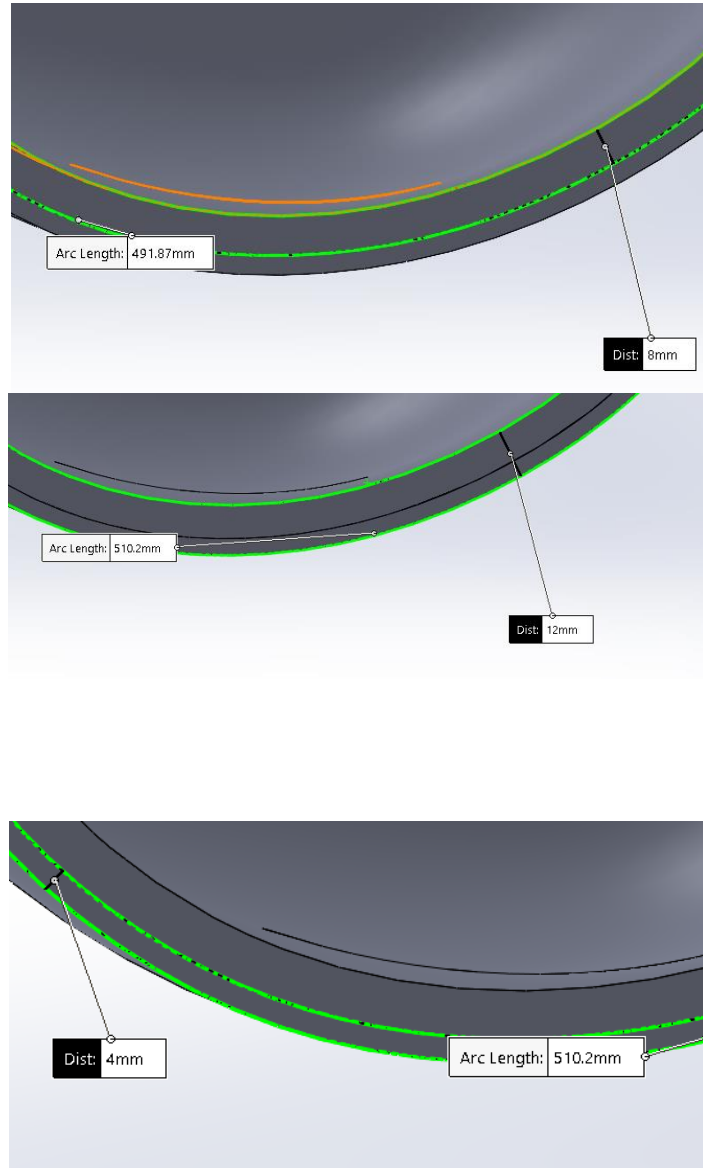 Arc Length: 491.87mm
Dist: 8mm
Arc Length: 510.2mm
Dist: 12mm
Dist: 4mm
Arc Length: 510.2mm